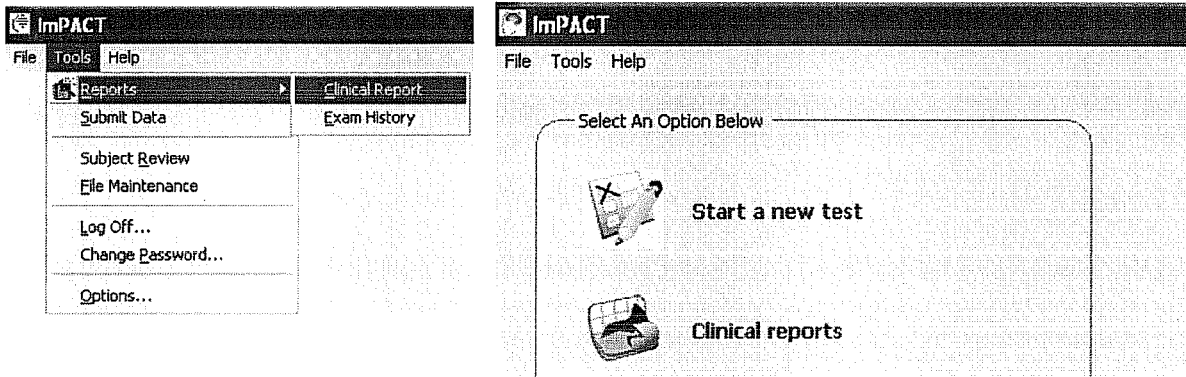 ImPACT
File Tools Help
Reports Clinical Report
Submit Data Exam History
Subject Review
File Maintenance
Log Off...
Change Password...
Options...
ImPACT
File Tools Help
Select An Option Below
Start a new test
Clinical reports